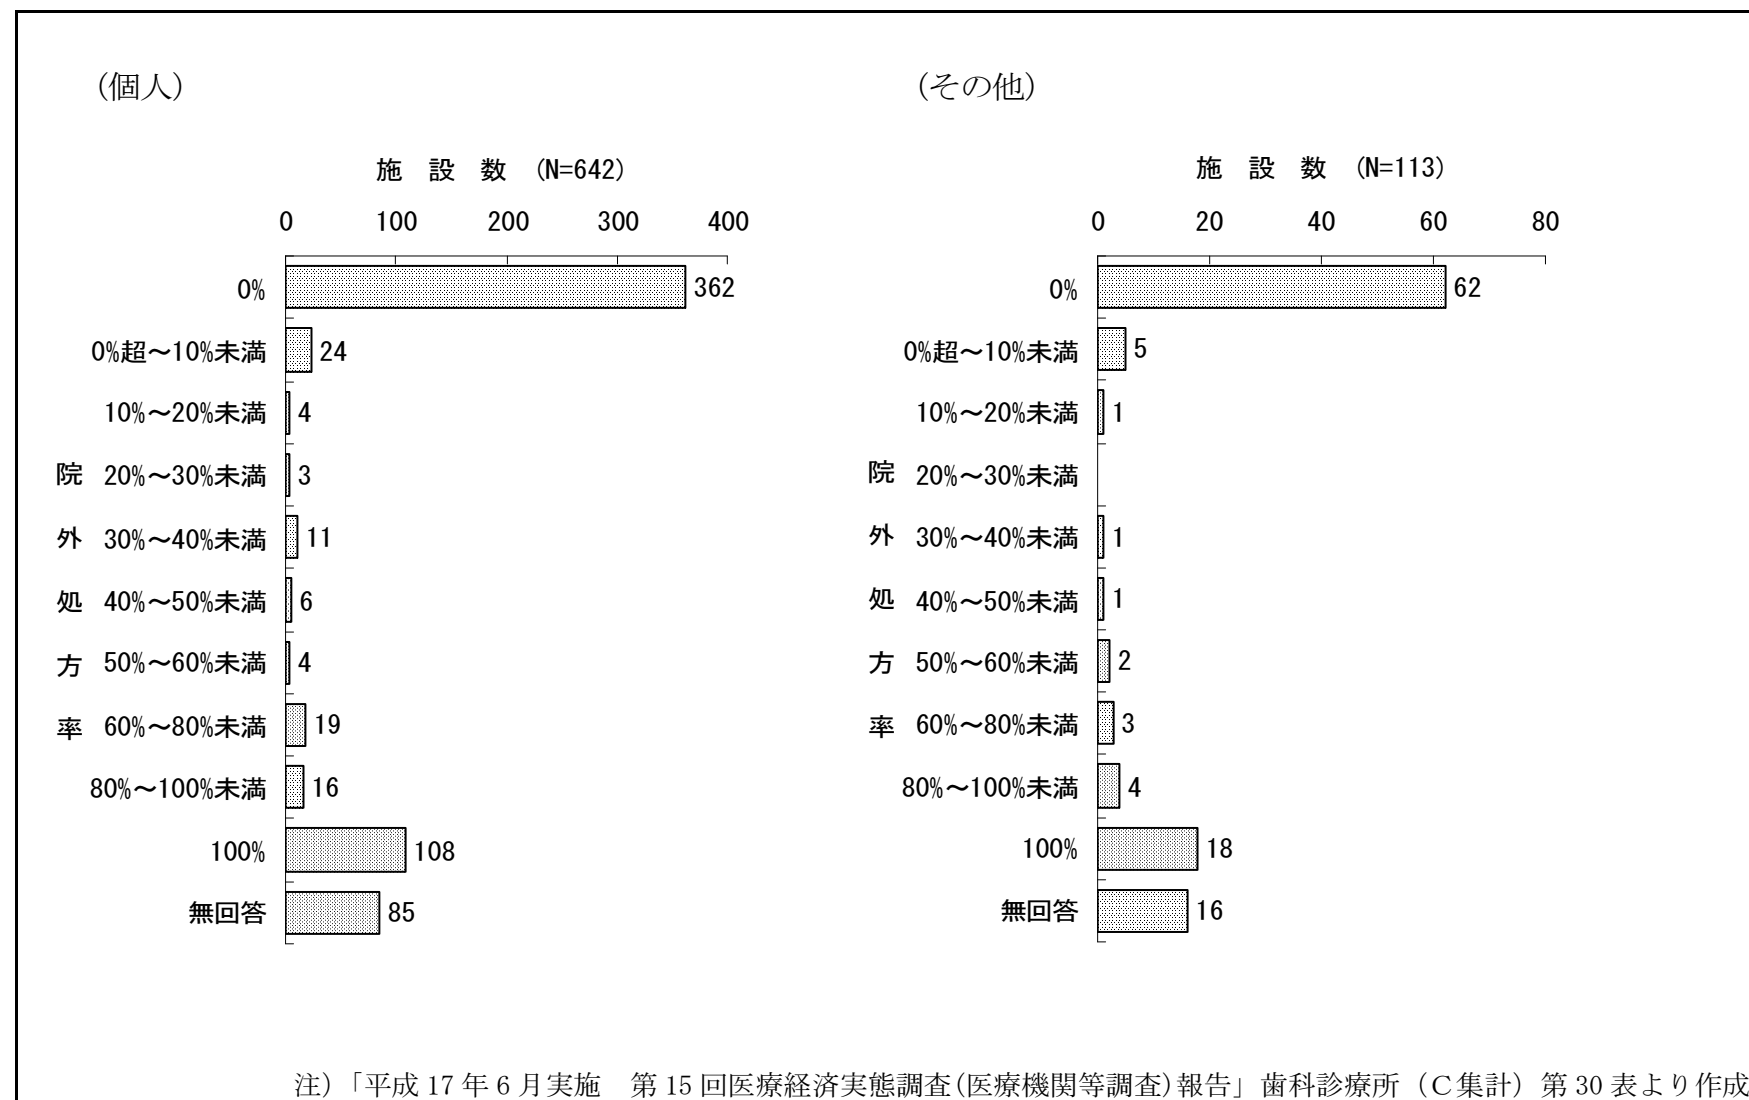 （個人）
施 設 数 （N=642）
0 100 200 300 400
0% 362
0%超～10%未満 24
10%～20%未満 4
20%～30%未満 3
30%～40%未満 11
40%～50%未満 6
50%～60%未満 4
60%～80%未満 19
80%～100%未満 16
100% 108
無回答 85
院外処方率
（その他）
施 設 数 （N=113）
0 20 40 60 80
0% 62
0%超～10%未満 5
10%～20%未満 1
20%～30%未満
30%～40%未満 1
40%～50%未満 1
50%～60%未満 2
60%～80%未満 3
80%～100%未満 4
100% 18
無回答 16
院外処方率
注）「平成 17 年 6 月実施　第 15 回医療経済実態調査(医療機関等調査)報告」歯科診療所（Ｃ集計）第 30 表より作成